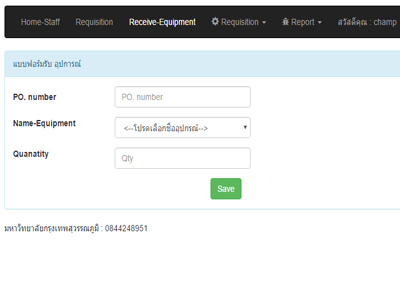 Home-Staff Requisition Receive-Equipment Requisition Report สวัสดีคุณ : champ
แบบฟอร์มรับ อุปกรณ์
PO. number PO. number
Name-Equipment <--โปรดเลือกชื่ออุปกรณ์-->
Quanatity Qty
Save
มหาวิทยาลัยกรุงเทพสุวรรณภูมิ : 0844248951